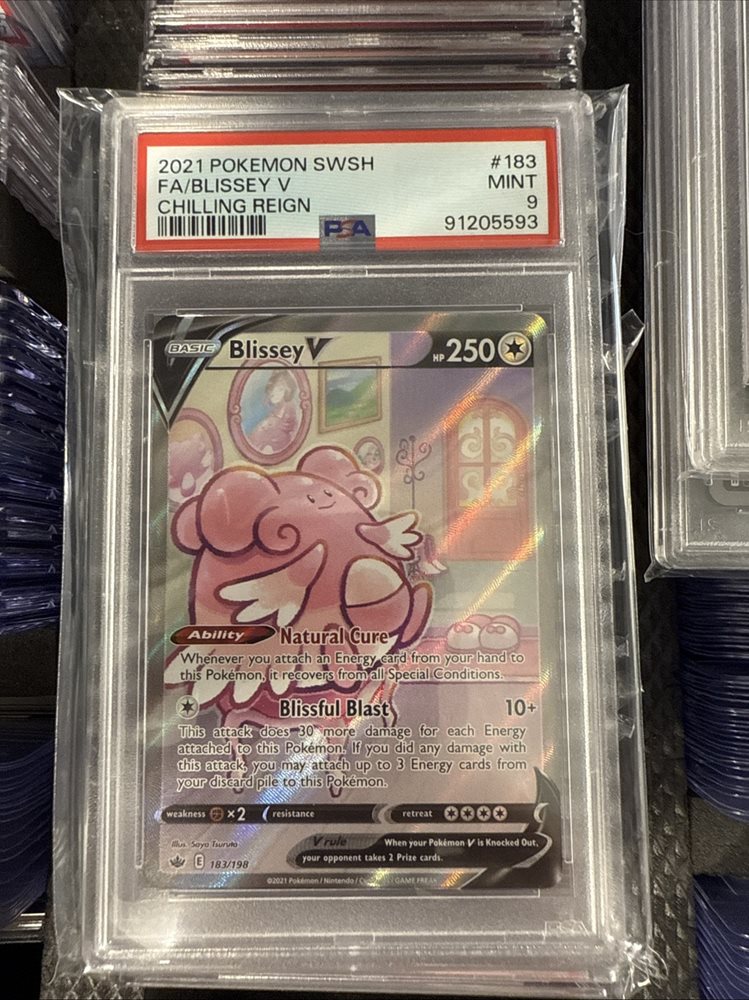 2021 POKEMON SWSH #183
FA/BLISSEY V MINT
CHILLING REIGN 9
PSA 91205593
BASIC Blissey V HP 250
Ability Natural Cure
Whenever you attach an Energy card from your hand to
this Pokémon, it recovers from all Special Conditions.
Blissful Blast 10+
This attack does 30 more damage for each Energy
attached to this Pokémon. If you did any damage with
this attack, you may attach up to 3 Energy cards from
your discard pile to this Pokémon.
weakness ×2 resistance retreat
Illus. Saya Tsuruta
V rule When your Pokémon V is Knocked Out,
your opponent takes 2 Prize cards.
E 183/198
©2021 Pokémon / Nintendo / GAME FREAK